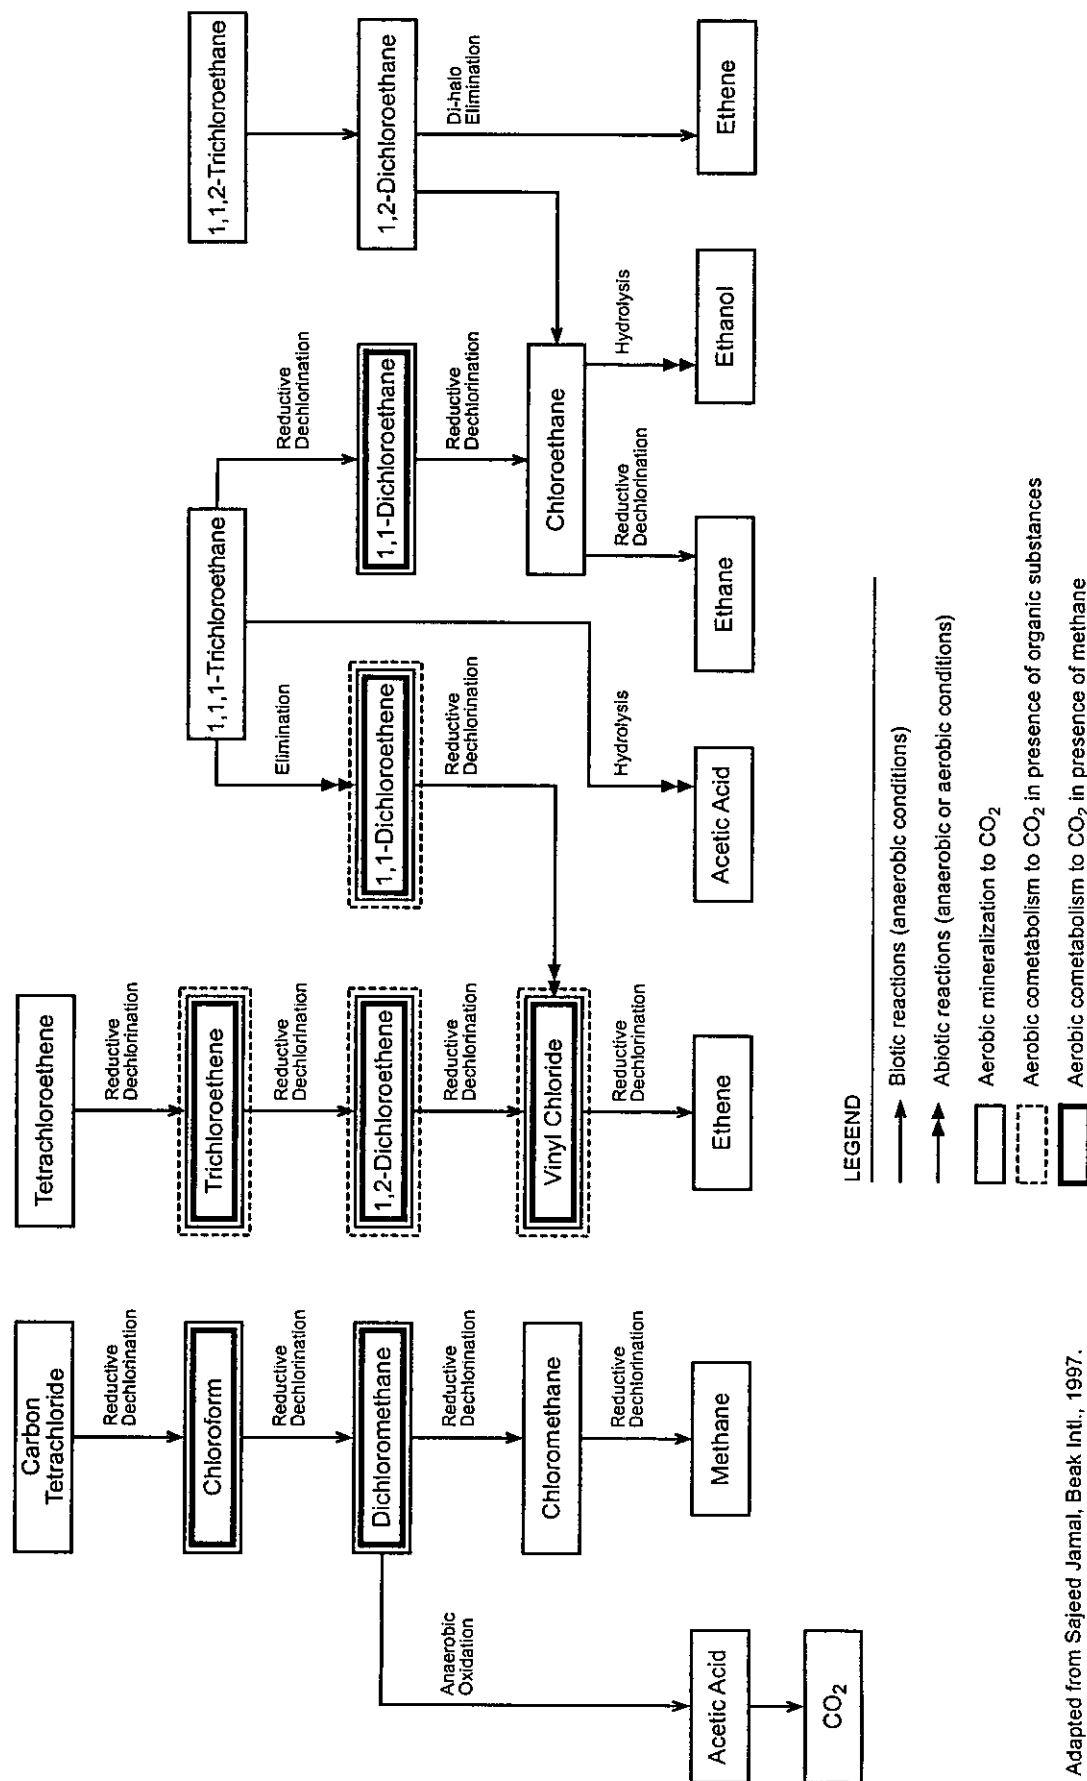 Carbon
Tetrachloride
Reductive
Dechlorination
Chloroform
Reductive
Dechlorination
Dichloromethane
Reductive
Dechlorination
Chloromethane
Reductive
Dechlorination
Methane
Anaerobic
Oxidation
Acetic Acid
CO₂
Tetrachloroethene
Reductive
Dechlorination
Trichloroethene
Reductive
Dechlorination
1,2-Dichloroethene
Reductive
Dechlorination
Vinyl Chloride
Reductive
Dechlorination
Ethene
1,1,1-Trichloroethane
Elimination
1,1-Dichloroethene
Reductive
Dechlorination
Hydrolysis
Acetic Acid
Reductive
Dechlorination
1,1-Dichloroethane
Reductive
Dechlorination
Chloroethane
Reductive
Dechlorination
Ethane
Hydrolysis
Ethanol
1,1,2-Trichloroethane
1,2-Dichloroethane
Di-halo
Elimination
Ethene
LEGEND
Biotic reactions (anaerobic conditions)
Abiotic reactions (anaerobic or aerobic conditions)
Aerobic mineralization to CO₂
Aerobic cometabolism to CO₂ in presence of organic substances
Aerobic cometabolism to CO₂ in presence of methane
Adapted from Sajeed Jamal, Beak Intl., 1997.